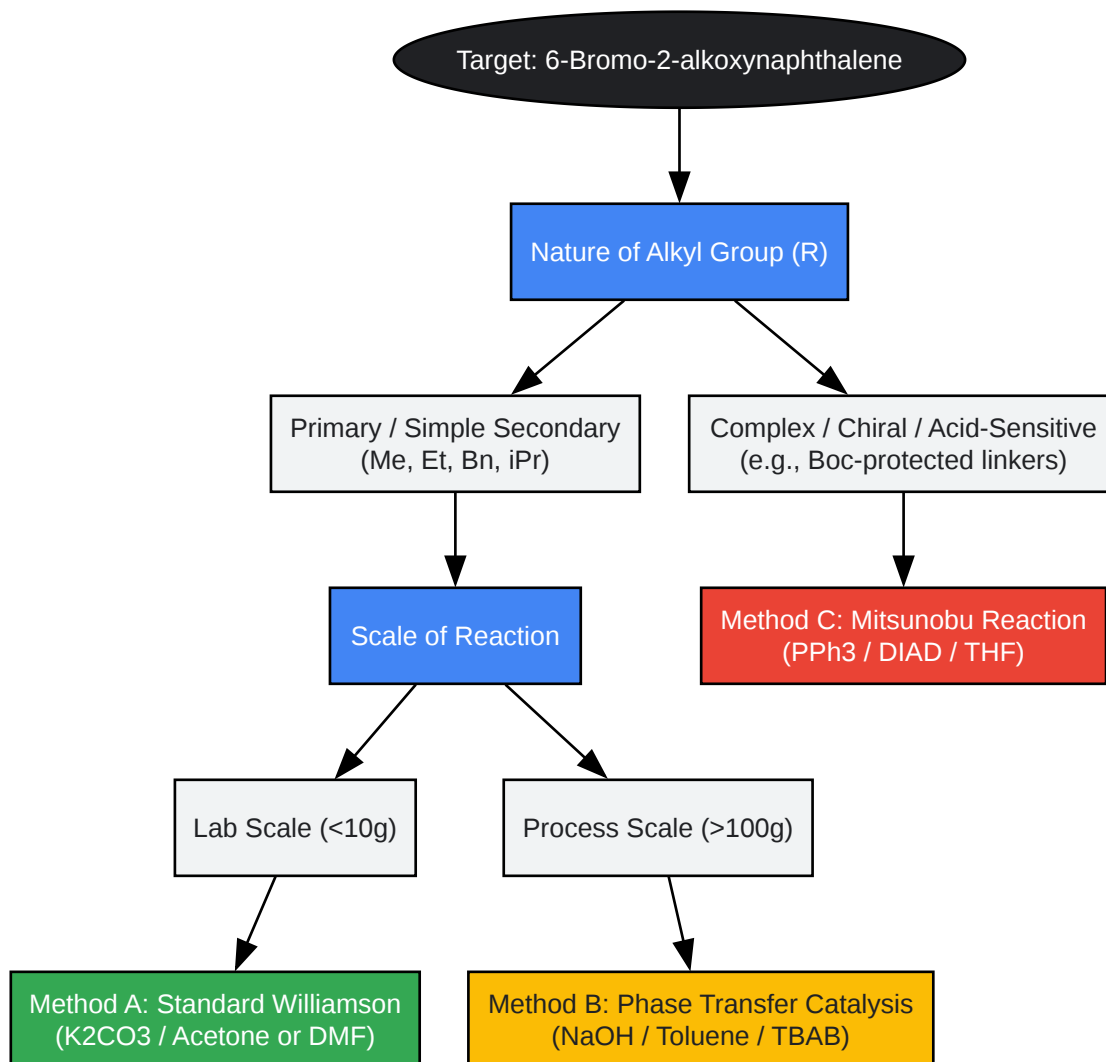 Target: 6-Bromo-2-alkoxynaphthalene
Nature of Alkyl Group (R)
Primary / Simple Secondary
(Me, Et, Bn, iPr)
Complex / Chiral / Acid-Sensitive
(e.g., Boc-protected linkers)
Scale of Reaction
Method C: Mitsunobu Reaction
(PPh3 / DIAD / THF)
Lab Scale (<10g)
Process Scale (>100g)
Method A: Standard Williamson
(K2CO3 / Acetone or DMF)
Method B: Phase Transfer Catalysis
(NaOH / Toluene / TBAB)